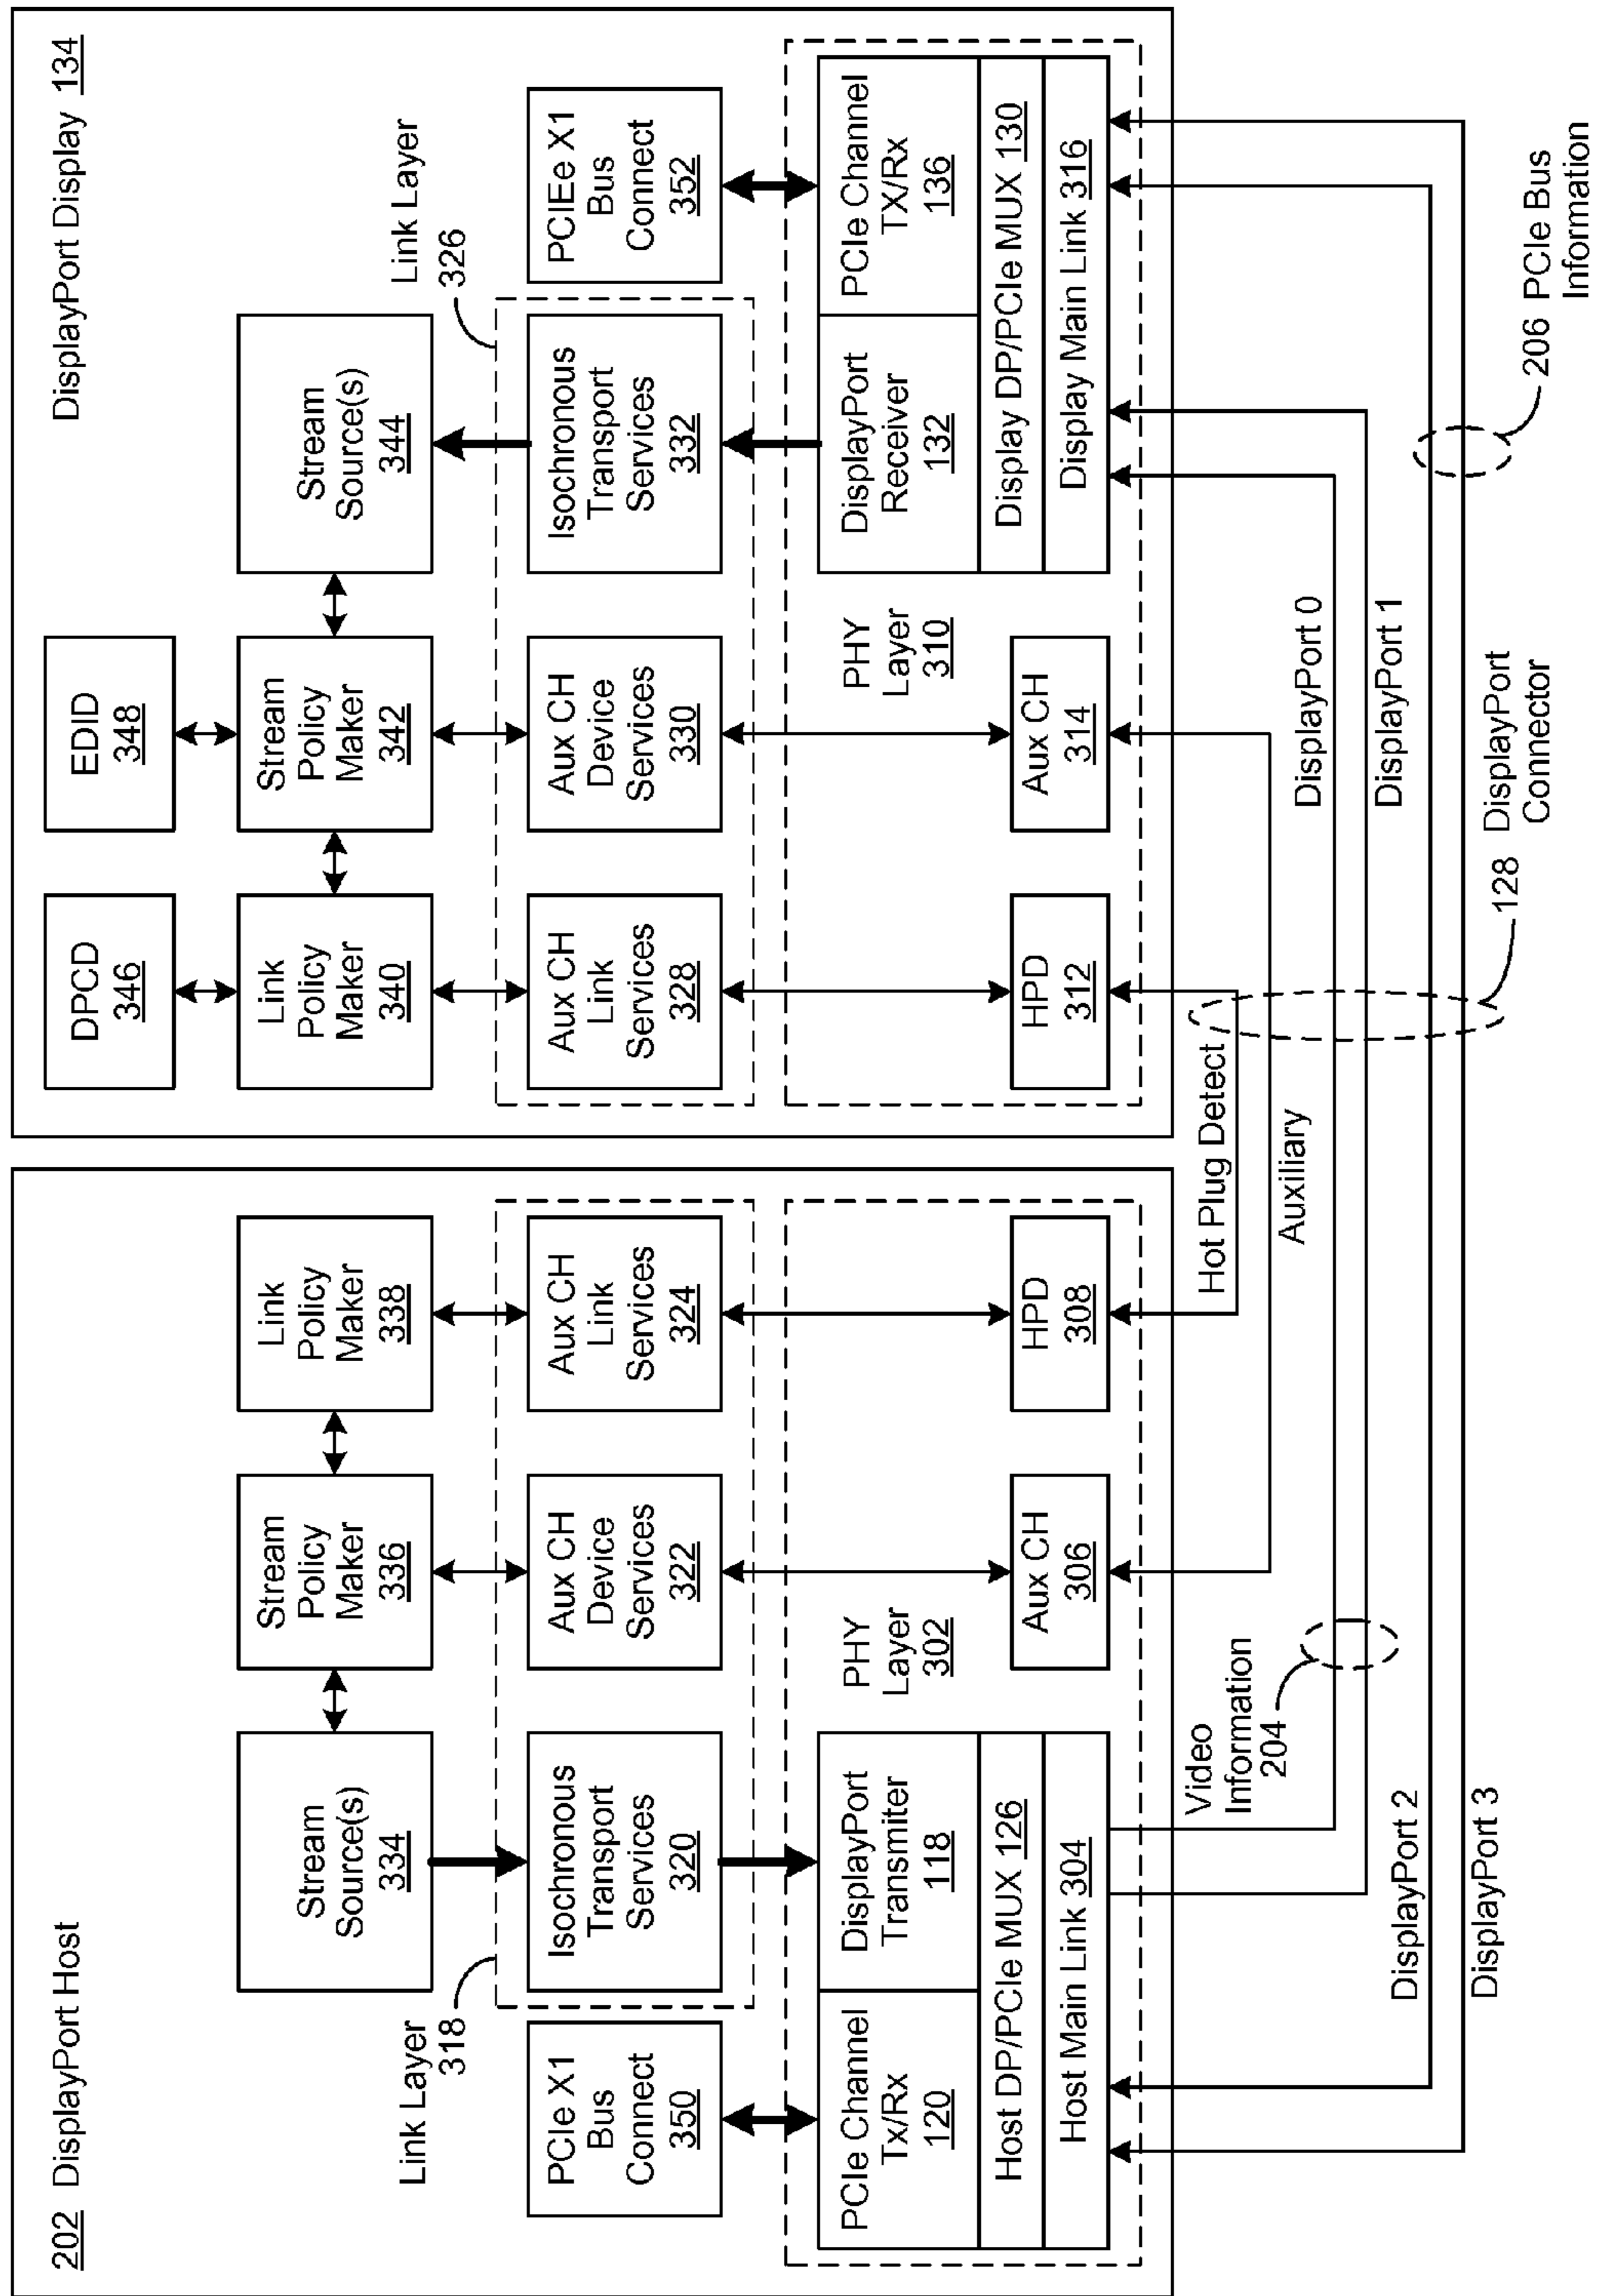 202 DisplayPort Host
Stream
Source(s)
334
Stream
Policy
Maker
336
Link
Policy
Maker
338
Link Layer
318
PCIe X1
Bus
Connect
350
Isochronous
Transport
Services
320
Aux CH
Device
Services
322
Aux CH
Link
Services
324
PCIe Channel
Tx/Rx
120
DisplayPort
Transmiter
118
PHY
Layer
302
Host DP/PCIe MUX 126
Host Main Link 304
Aux CH
306
HPD
308
DisplayPort Display 134
DPCD
346
EDID
348
Link
Policy
Maker
340
Stream
Policy
Maker
342
Stream
Source(s)
344
Link Layer
326
Aux CH
Link
Services
328
Aux CH
Device
Services
330
Isochronous
Transport
Services
332
PCIEe X1
Bus
Connect
352
PHY
Layer
310
DisplayPort
Receiver
132
PCIe Channel
TX/Rx
136
Display DP/PCIe MUX 130
Display Main Link 316
HPD
312
Aux CH
314
Video
Information
204
Hot Plug Detect
Auxiliary
DisplayPort 0
DisplayPort 1
DisplayPort 2
DisplayPort 3
128 DisplayPort
Connector
206 PCIe Bus
Information